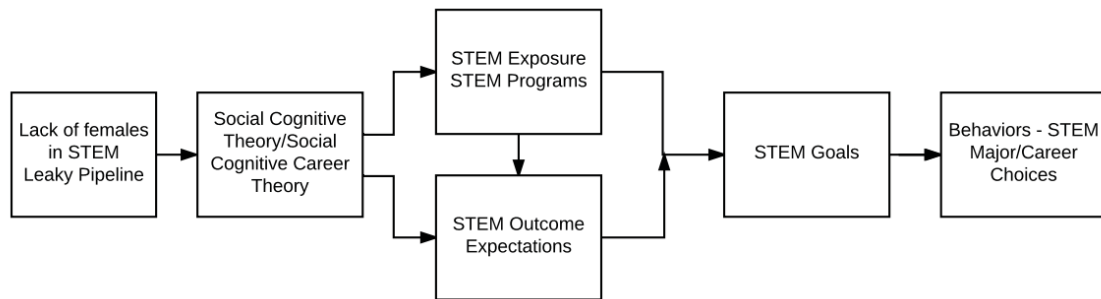 Lack of females
in STEM
Leaky Pipeline
Social Cognitive
Theory/Social
Cognitive Career
Theory
STEM Exposure
STEM Programs
STEM Outcome
Expectations
STEM Goals
Behaviors - STEM
Major/Career
Choices